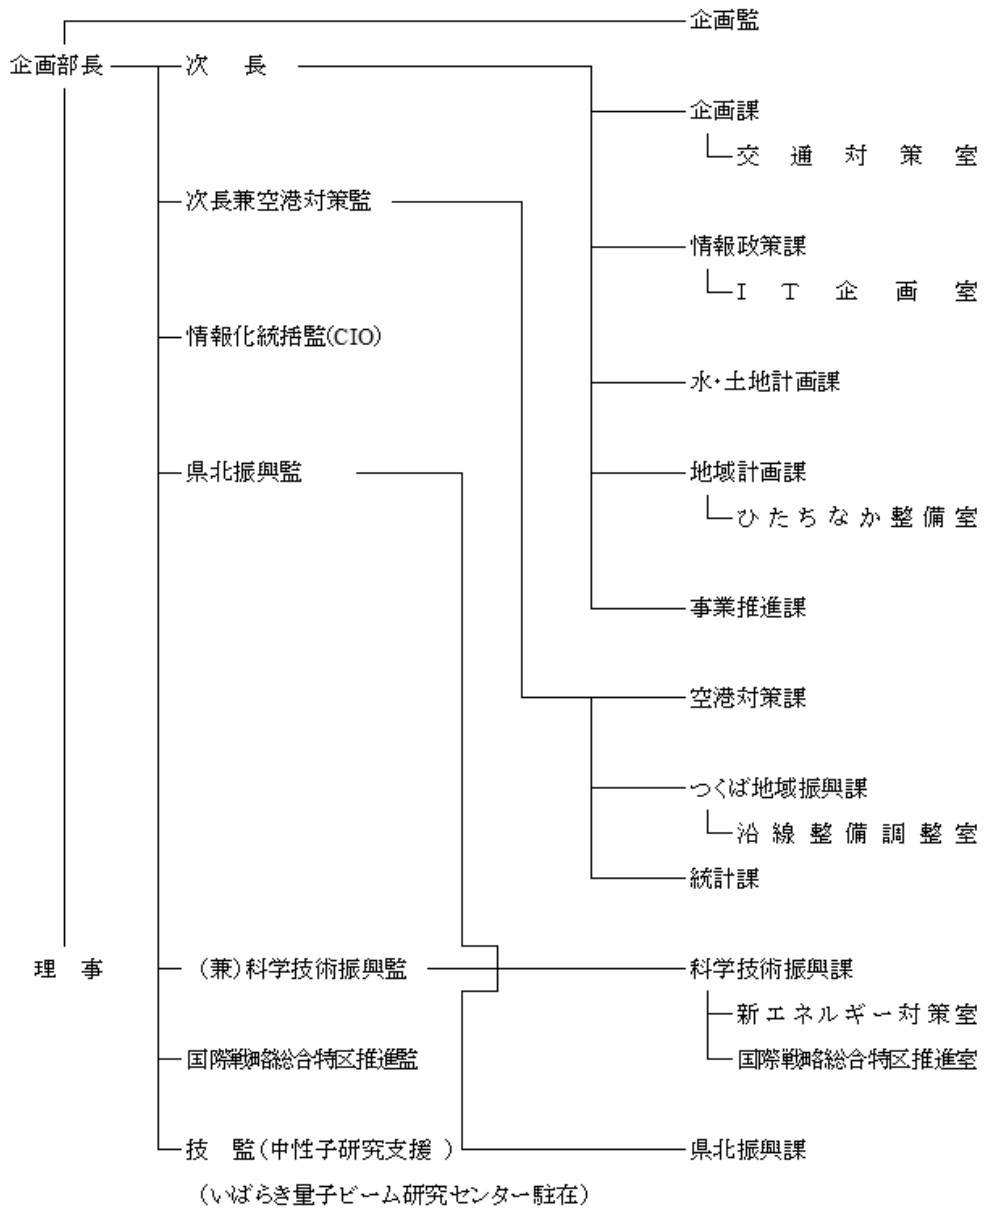 企画監
企画部長 次 長
企画課
交通対策室
次長兼空港対策監
情報政策課
IT企画室
情報化統括監(CIO)
水・土地計画課
県北振興監 地域計画課
ひたちなか整備室
事業推進課
空港対策課
つくば地域振興課
沿線整備調整室
統計課
理 事 (兼)科学技術振興監 科学技術振興課
新エネルギー対策室
国際戦略総合特区推進監 国際戦略総合特区推進室
技 監(中性子研究支援 ) 県北振興課
(いばらき量子ビーム研究センター駐在)